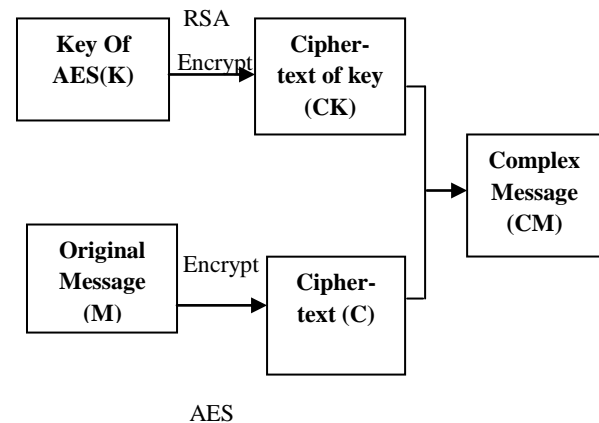 RSA
Key Of
AES(K)
Encrypt
Cipher-
text of key
(CK)
Complex
Message
(CM)
Original
Message
(M)
Encrypt
Cipher-
text (C)
AES